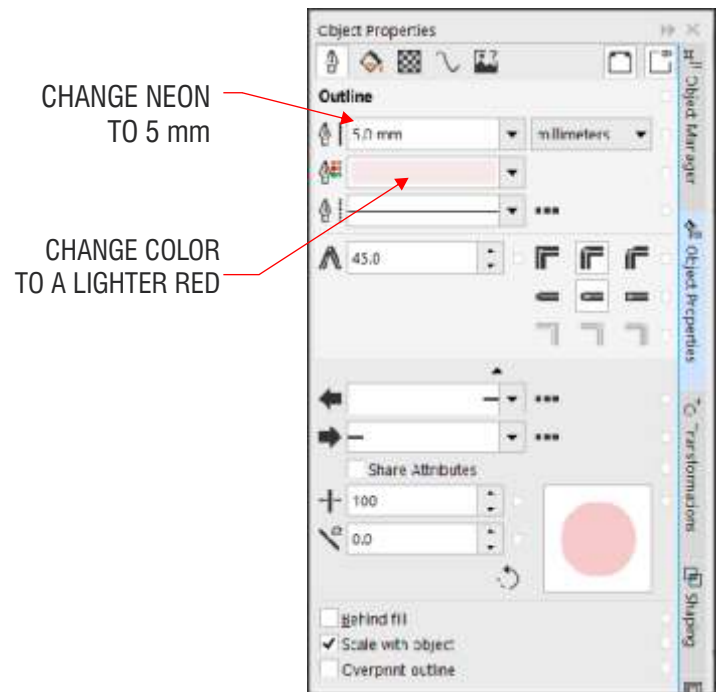 Object Properties
CHANGE NEON
TO 5 mm
CHANGE COLOR
TO A LIGHTER RED
Outline
5.0 mm
millimeters
45.0
Share Attributes
100
0.0
Behind fill
Scale with object
Overprint outline
Object Manager
Object Properties
Transformations
Shaping